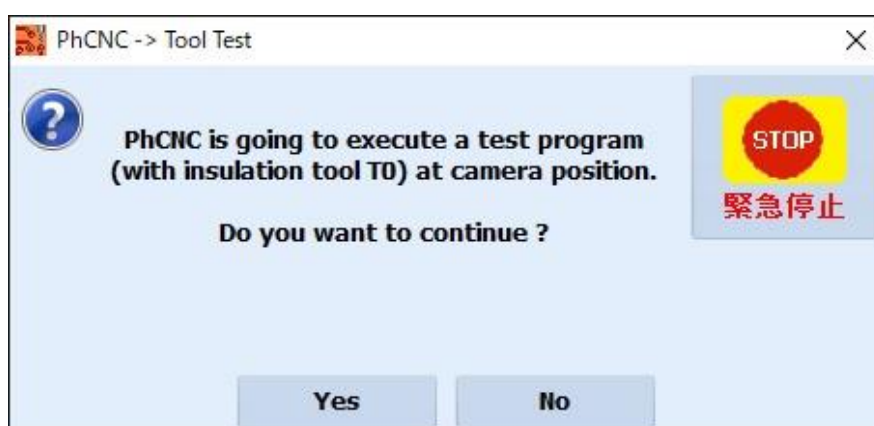 PhCNC -> Tool Test
PhCNC is going to execute a test program
(with insulation tool T0) at camera position.
Do you want to continue ?
STOP
緊急停止
Yes
No